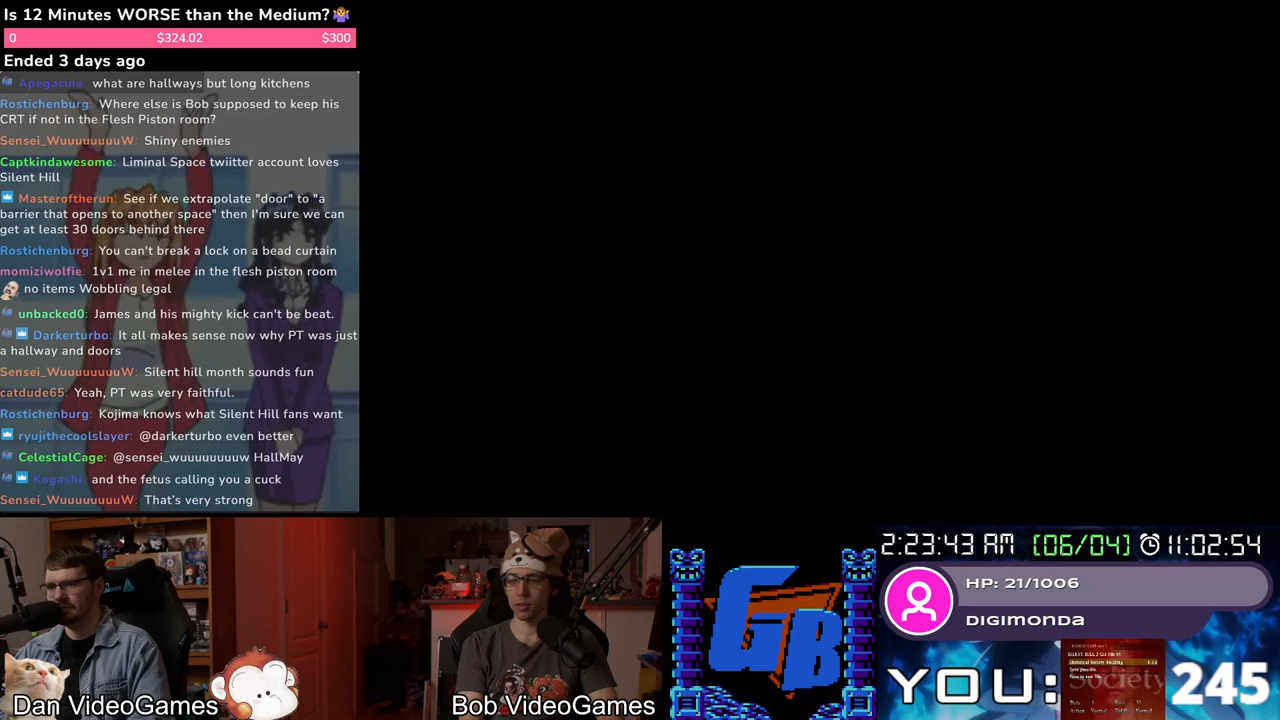 Is 12 Minutes WORSE than the Medium?🤷
0 $324.02 $300
Ended 3 days ago
Apegacine: what are hallways but long kitchens
Rostichenburg: Where else is Bob supposed to keep his
CRT if not in the Flesh Piston room?
Sensei_WuuuuuuuuW: Shiny enemies
Captkindawesome: Liminal Space twiitter account loves
Silent Hill
Masteroftherun: See if we extrapolate "door" to "a
barrier that opens to another space" then I'm sure we can
get at least 30 doors behind there
Rostichenburg: You can't break a lock on a bead curtain
momiziwolfie: 1v1 me in melee in the flesh piston room
no items Wobbling legal
unbacked0: James and his mighty kick can't be beat.
Darkerturbo: It all makes sense now why PT was just
a hallway and doors
Sensei_WuuuuuuuuW: Silent hill month sounds fun
catdude65: Yeah, PT was very faithful.
Rostichenburg: Kojima knows what Silent Hill fans want
ryujithecoolslayer: @darkerturbo even better
CelestialCage: @sensei_wuuuuuuuuw HallMay
Kogashi: and the fetus calling you a cuck
Sensei_WuuuuuuuuW: That's very strong
Dan VideoGames
Bob VideoGames
GB
2:23:43 AM [06/04] 11:02:54
HP: 21/1006
DIGIMONDA
YOU: 245
Society